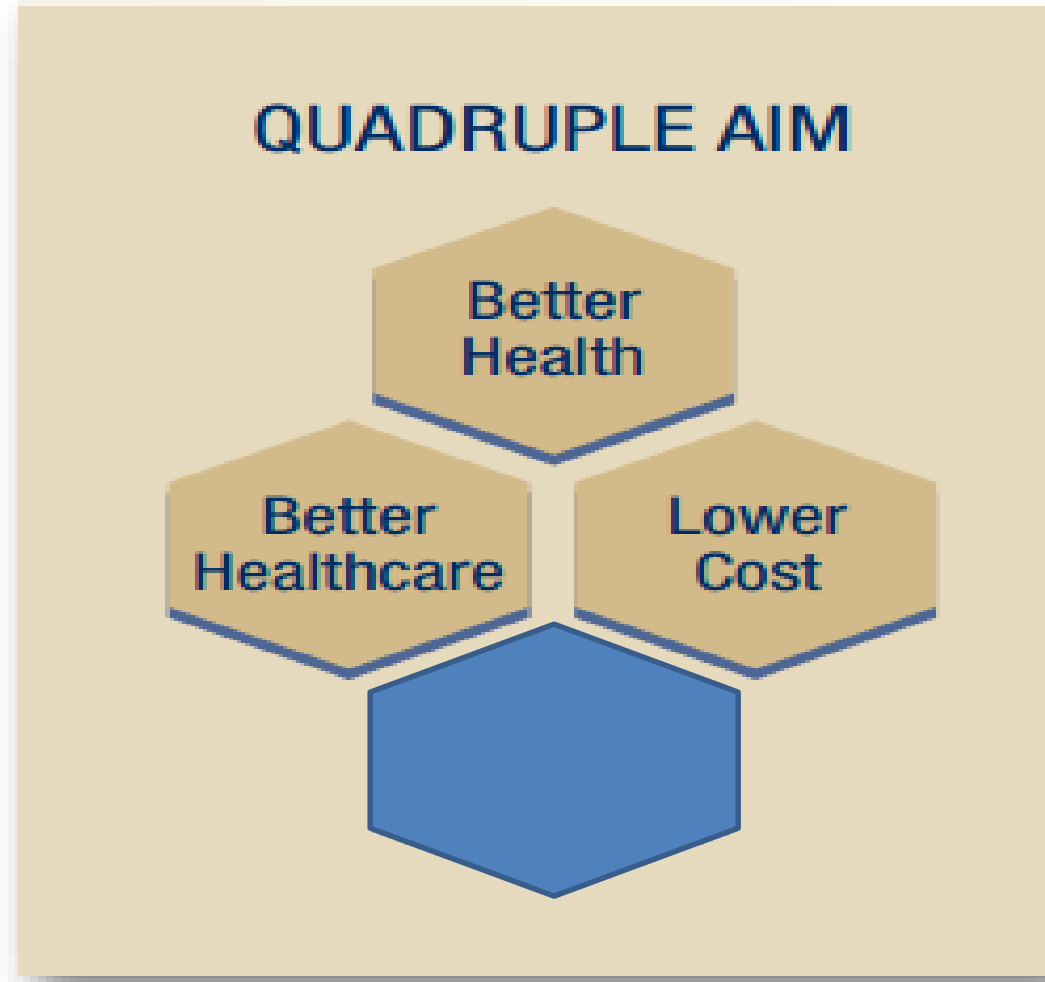 QUADRUPLE AIM
Better
Health
Better
Healthcare
Lower
Cost